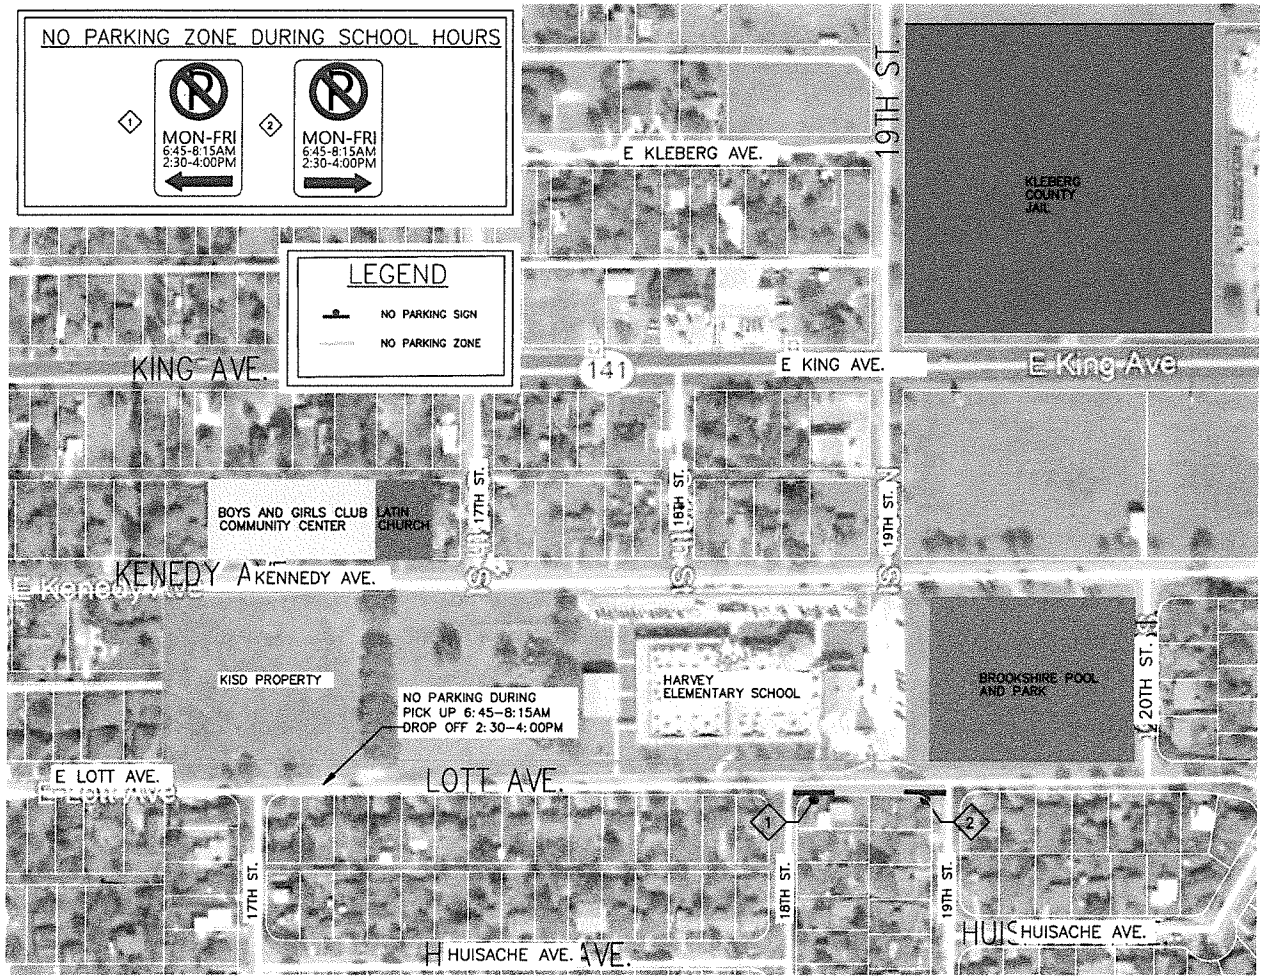 NO PARKING ZONE DURING SCHOOL HOURS
1
P
MON-FRI
6:45-8:15AM
2:30-4:00PM
2
P
MON-FRI
6:45-8:15AM
2:30-4:00PM
LEGEND
NO PARKING SIGN
NO PARKING ZONE
19TH ST.
E KLEBERG AVE.
KLEBERG
COUNTY
JAIL
KING AVE.
141
E KING AVE.
E King Ave
17TH ST.
18TH ST.
19TH ST.
N
BOYS AND GIRLS CLUB
COMMUNITY CENTER
LATIN
CHURCH
KENEDY
KENNEDY AVE.
E Kenedy Ave
KISD PROPERTY
NO PARKING DURING
PICK UP 6:45-8:15AM
DROP OFF 2:30-4:00PM
HARVEY
ELEMENTARY SCHOOL
BROOKSHIRE POOL
AND PARK
20TH ST.
E LOTT AVE.
E Lott Ave
LOTT AVE.
1
2
17TH ST.
18TH ST.
19TH ST.
HUISACHE AVE.
AVE.
HUISACHE AVE.